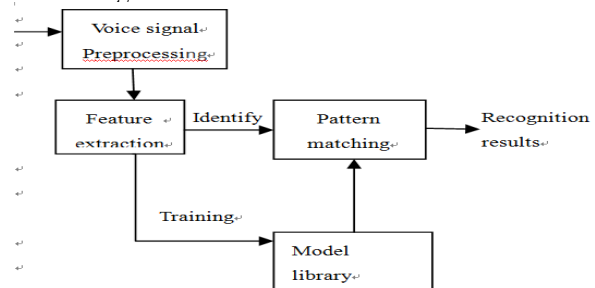 Voice signal
Preprocessing
Feature
extraction
Identify
Pattern
matching
Recognition
results
Training
Model
library